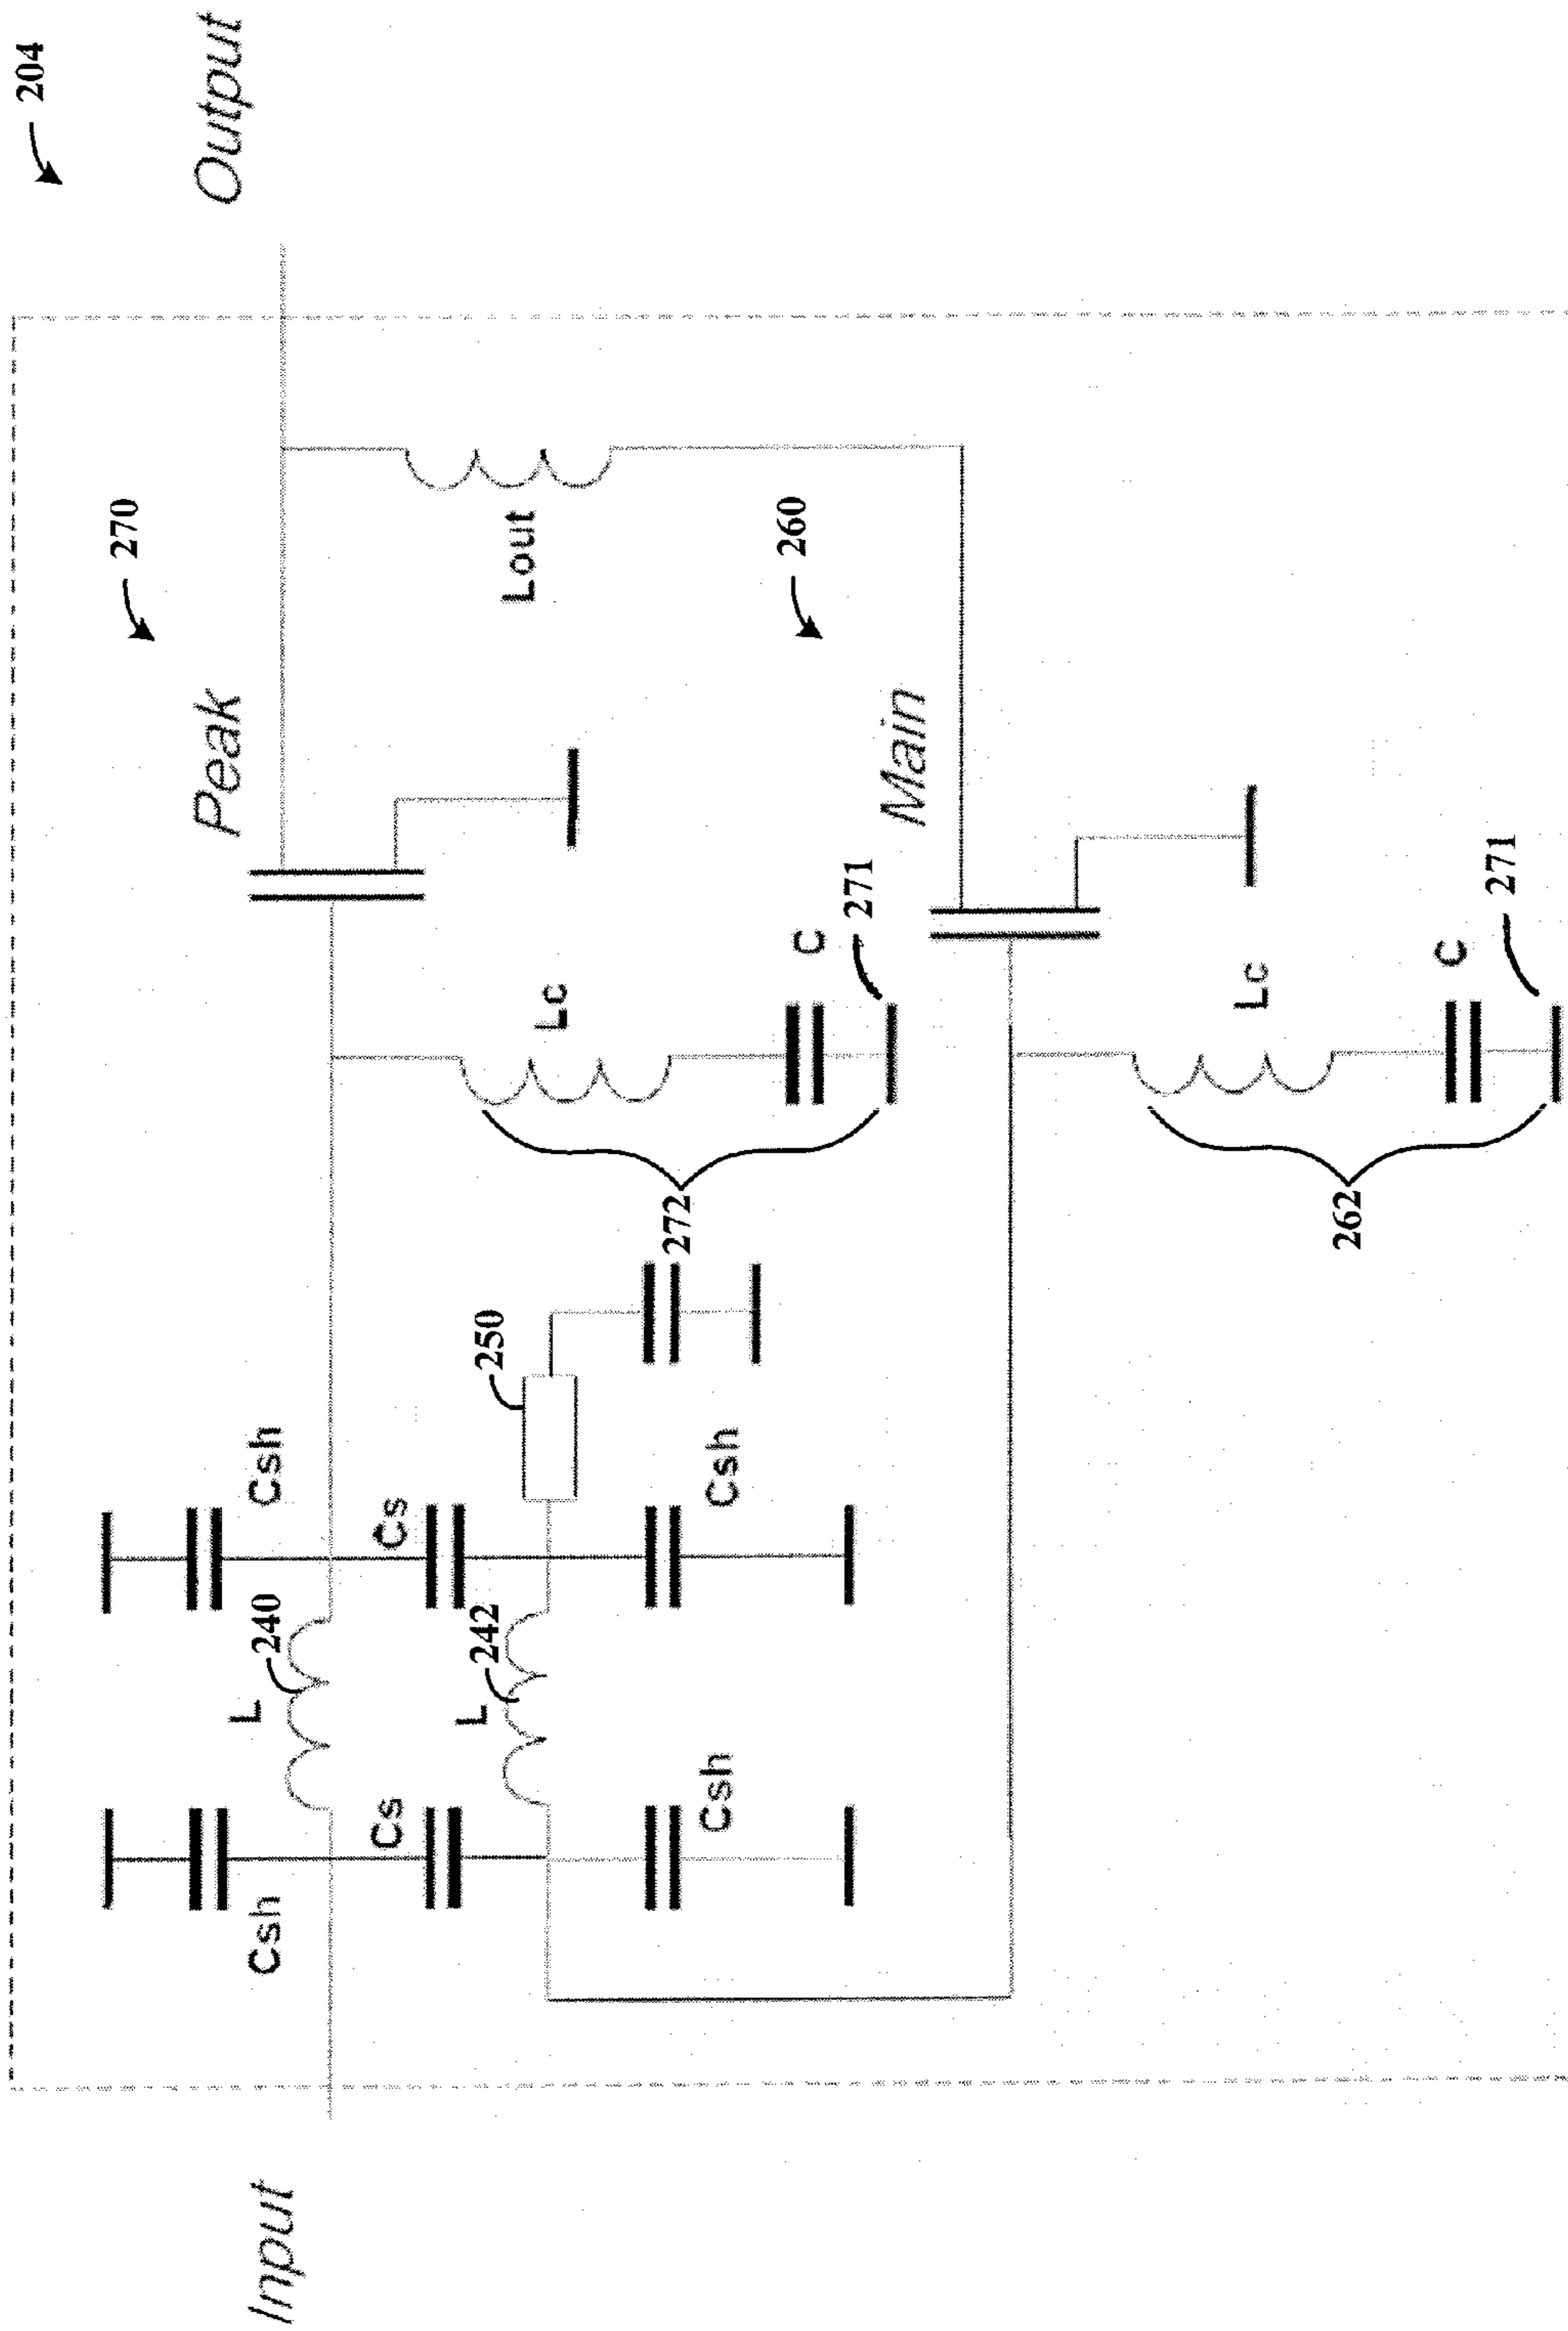 204
Input
Output
270
Peak
Csh
Csh
L
240
Cs
Cs
L
242
250
Lout
Csh
Csh
272
Lc
C
271
260
Main
Lc
C
271
262